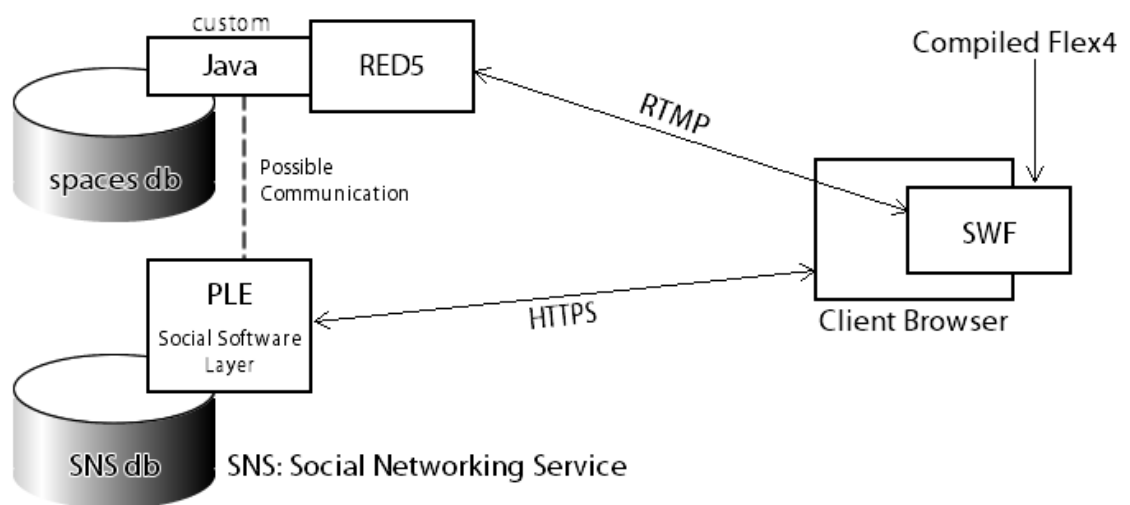 custom
Java
RED5
Compiled Flex4
RTMP
spaces db
Possible
Communication
SWF
PLE
Social Software
Layer
HTTPS
Client Browser
SNS db
SNS: Social Networking Service